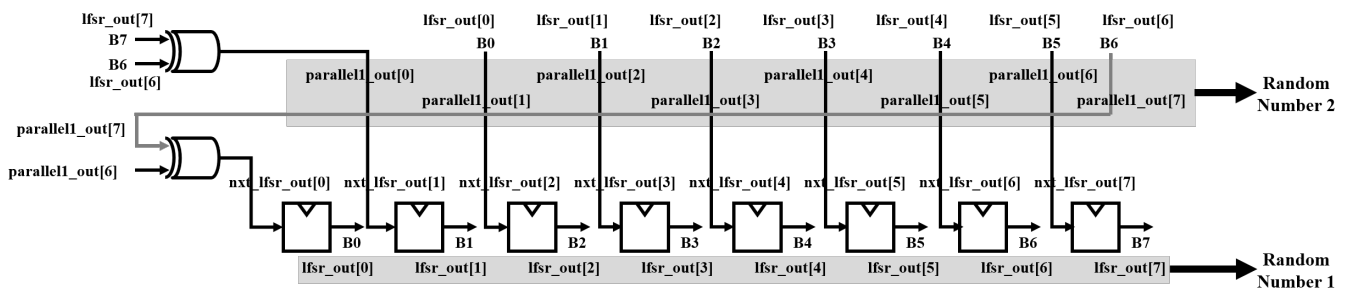 lfsr_out[7]
B7
B6
lfsr_out[6]
lfsr_out[0] lfsr_out[1] lfsr_out[2] lfsr_out[3] lfsr_out[4] lfsr_out[5] lfsr_out[6]
B0 B1 B2 B3 B4 B5 B6
parallel1_out[0] parallel1_out[2] parallel1_out[4] parallel1_out[6]
parallel1_out[1] parallel1_out[3] parallel1_out[5] parallel1_out[7]
Random
Number 2
parallel1_out[7]
parallel1_out[6]
nxt_lfsr_out[0] nxt_lfsr_out[1] nxt_lfsr_out[2] nxt_lfsr_out[3] nxt_lfsr_out[4] nxt_lfsr_out[5] nxt_lfsr_out[6] nxt_lfsr_out[7]
B0 B1 B2 B3 B4 B5 B6 B7
lfsr_out[0] lfsr_out[1] lfsr_out[2] lfsr_out[3] lfsr_out[4] lfsr_out[5] lfsr_out[6] lfsr_out[7]
Random
Number 1